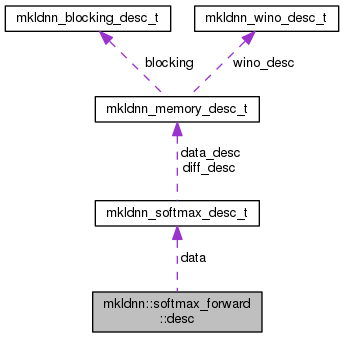 mkldnn_blocking_desc_t
mkldnn_wino_desc_t
blocking
wino_desc
mkldnn_memory_desc_t
data_desc
diff_desc
mkldnn_softmax_desc_t
data
mkldnn::softmax_forward
::desc